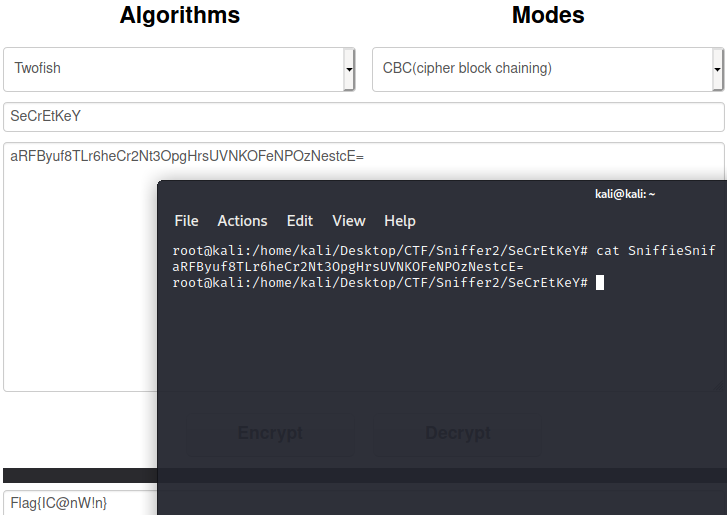 Algorithms
Modes
Twofish
CBC(cipher block chaining)
SeCrEtKeY
aRFByuf8TLr6heCr2Nt3OpgHrsUVNKOFeNPOzNestcE=
kali@kali: ~
File Actions Edit View Help
root@kali:/home/kali/Desktop/CTF/Sniffer2/SeCrEtKeY# cat SniffieSnif
aRFByuf8TLr6heCr2Nt3OpgHrsUVNKOFeNPOzNestcE=
root@kali:/home/kali/Desktop/CTF/Sniffer2/SeCrEtKeY#
Encrypt
Decrypt
Flag{IC@nW!n}